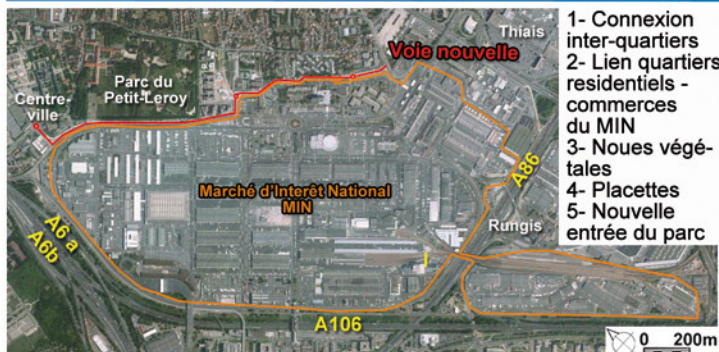 Thiais
Voie nouvelle
Parc du
Petit-Leroy
Centre-
ville
Marché d'Interêt National
MIN
A86
Rungis
A6 a
A6b
A106
1- Connexion
inter-quartiers
2- Lien quartiers
residentiels -
commerces
du MIN
3- Noues végé-
tales
4- Placettes
5- Nouvelle
entrée du parc
0 200m